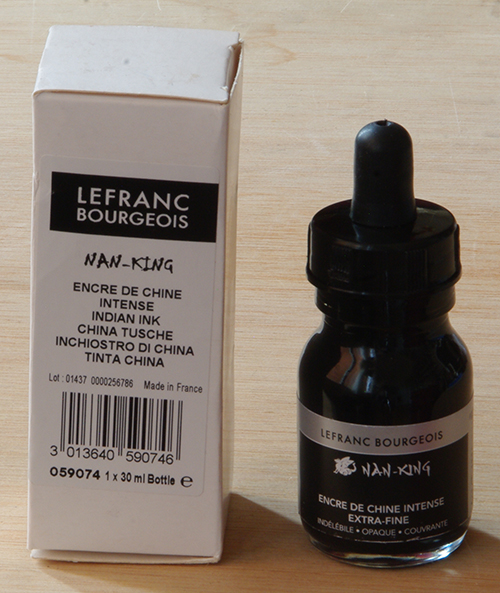 LEFRANC
BOURGEOIS
NAN-KING
ENCRE DE CHINE
INTENSE
INDIAN INK
CHINA TUSCHE
INCHIOSTRO DI CHINA
TINTA CHINA
Lot : 01437 0000256786 Made in France
3 013640 590746
059074 1 x 30 ml Bottle ℮
LEFRANC BOURGEOIS
NAN-KING
ENCRE DE CHINE INTENSE
EXTRA-FINE
INDÉLÉBILE • OPAQUE • COUVRANTE